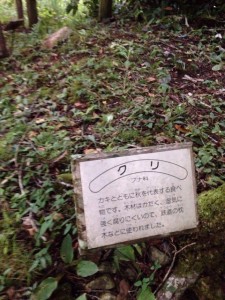 クリ
ブナ科
カキとともに秋を代表する食べ
物です。木材はかたく、湿気に
強く腐りにくいので、鉄道の枕
木などに使われました。